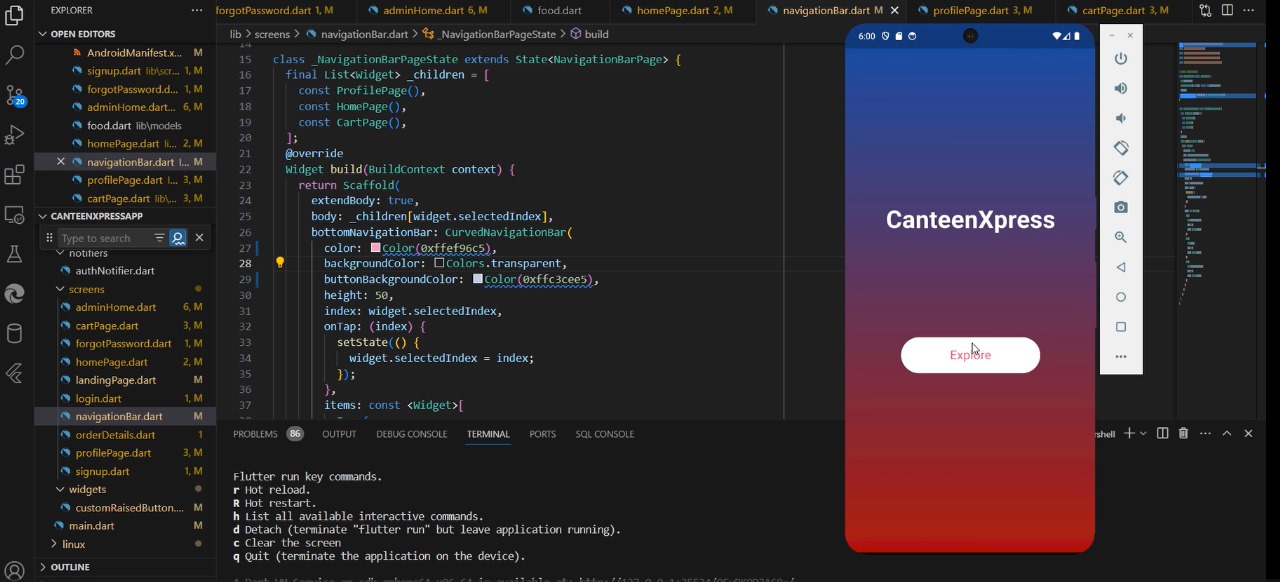 EXPLORER ...
OPEN EDITORS
AndroidManifest.x... M
signup.dart lib\scr... 1, M
forgotPassword.d... 1, M
adminHome.dart... 6, M
food.dart lib\models
homePage.dart li... 2, M
navigationBar.dart l... M
profilePage.dart l... 3, M
cartPage.dart lib\... 3, M
CANTEENXPRESSAPP
Type to search
notifiers
authNotifier.dart
screens
adminHome.dart 6, M
cartPage.dart 3, M
forgotPassword.dart 1, M
homePage.dart 2, M
landingPage.dart M
login.dart 1, M
navigationBar.dart M
orderDetails.dart 1
profilePage.dart 3, M
signup.dart 1, M
widgets
customRaisedButton.... M
main.dart M
linux
OUTLINE
20
forgotPassword.dart 1, M adminHome.dart 6, M food.dart homePage.dart 2, M navigationBar.dart M profilePage.dart 3, M cartPage.dart 3, M
lib > screens > navigationBar.dart > _NavigationBarPageState > build
15 class _NavigationBarPageState extends State<NavigationBarPage> {
16 final List<Widget> _children = [
17 const ProfilePage(),
18 const HomePage(),
19 const CartPage(),
20 ];
21 @override
22 Widget build(BuildContext context) {
23 return Scaffold(
24 extendBody: true,
25 body: _children[widget.selectedIndex],
26 bottomNavigationBar: CurvedNavigationBar(
27 color: Color(0xffef96c5),
28 backgroundColor: Colors.transparent,
29 buttonBackgroundColor: Color(0xffc3cee5),
30 height: 50,
31 index: widget.selectedIndex,
32 onTap: (index) {
33 setState(() {
34 widget.selectedIndex = index;
35 });
36 },
37 items: const <Widget>[
PROBLEMS 86 OUTPUT DEBUG CONSOLE TERMINAL PORTS SQL CONSOLE
Flutter run key commands.
r Hot reload.
R Hot restart.
h List all available interactive commands.
d Detach (terminate "flutter run" but leave application running).
c Clear the screen
q Quit (terminate the application on the device).
6:00
CanteenXpress
Explore